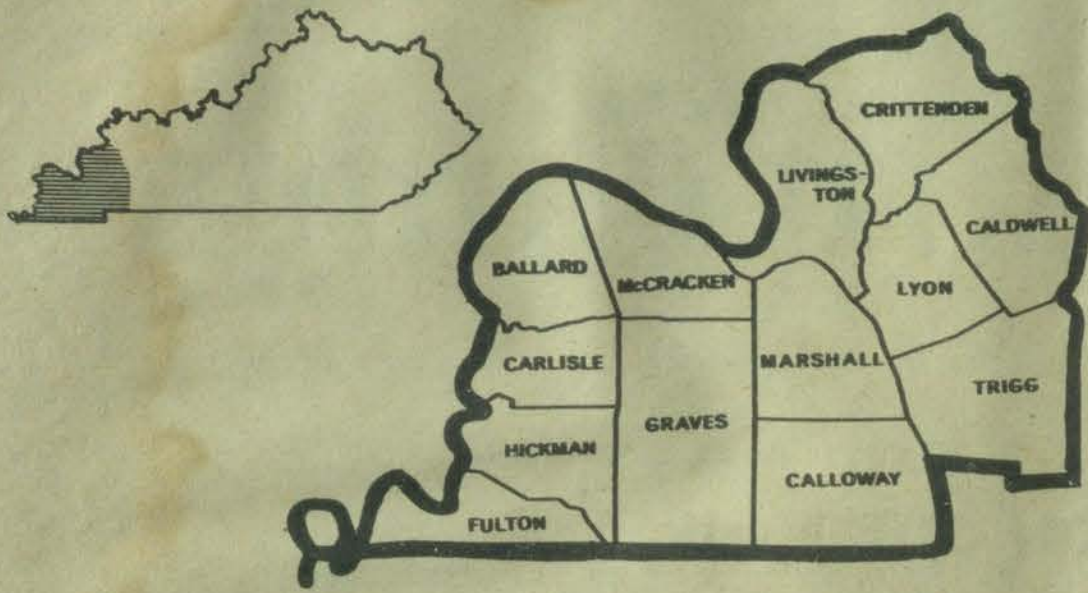 CRITTENDEN
LIVINGS-
TON
CALDWELL
BALLARD
McCRACKEN
LYON
CARLISLE
MARSHALL
TRIGG
GRAVES
HICKMAN
CALLOWAY
FULTON